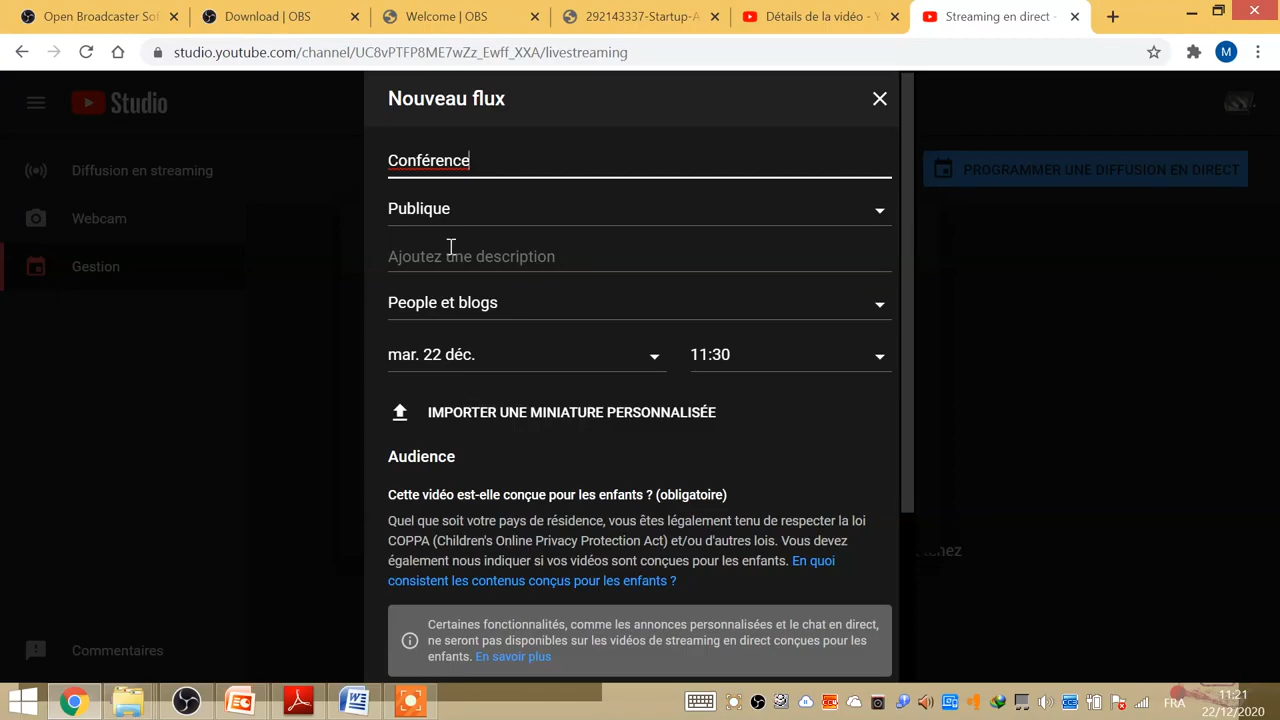 Open Broadcaster Sof
Download | OBS
Welcome | OBS
292143337-Startup-A
Détails de la vidéo - Y
Streaming en direct -
studio.youtube.com/channel/UC8vPTFP8ME7wZz_Ewff_XXA/livestreaming
M
Studio
Nouveau flux
Conférence
Diffusion en streaming
PROGRAMMER UNE DIFFUSION EN DIRECT
Publique
Webcam
Ajoutez une description
Gestion
People et blogs
mar. 22 déc.
11:30
IMPORTER UNE MINIATURE PERSONNALISÉE
Audience
Cette vidéo est-elle conçue pour les enfants ? (obligatoire)
Quel que soit votre pays de résidence, vous êtes légalement tenu de respecter la loi
COPPA (Children's Online Privacy Protection Act) et/ou d'autres lois. Vous devez
également nous indiquer si vos vidéos sont conçues pour les enfants. En quoi
consistent les contenus conçus pour les enfants ?
tchez
Certaines fonctionnalités, comme les annonces personnalisées et le chat en direct,
ne seront pas disponibles sur les vidéos de streaming en direct conçues pour les
enfants. En savoir plus
Commentaires
FRA
11:21
22/12/2020